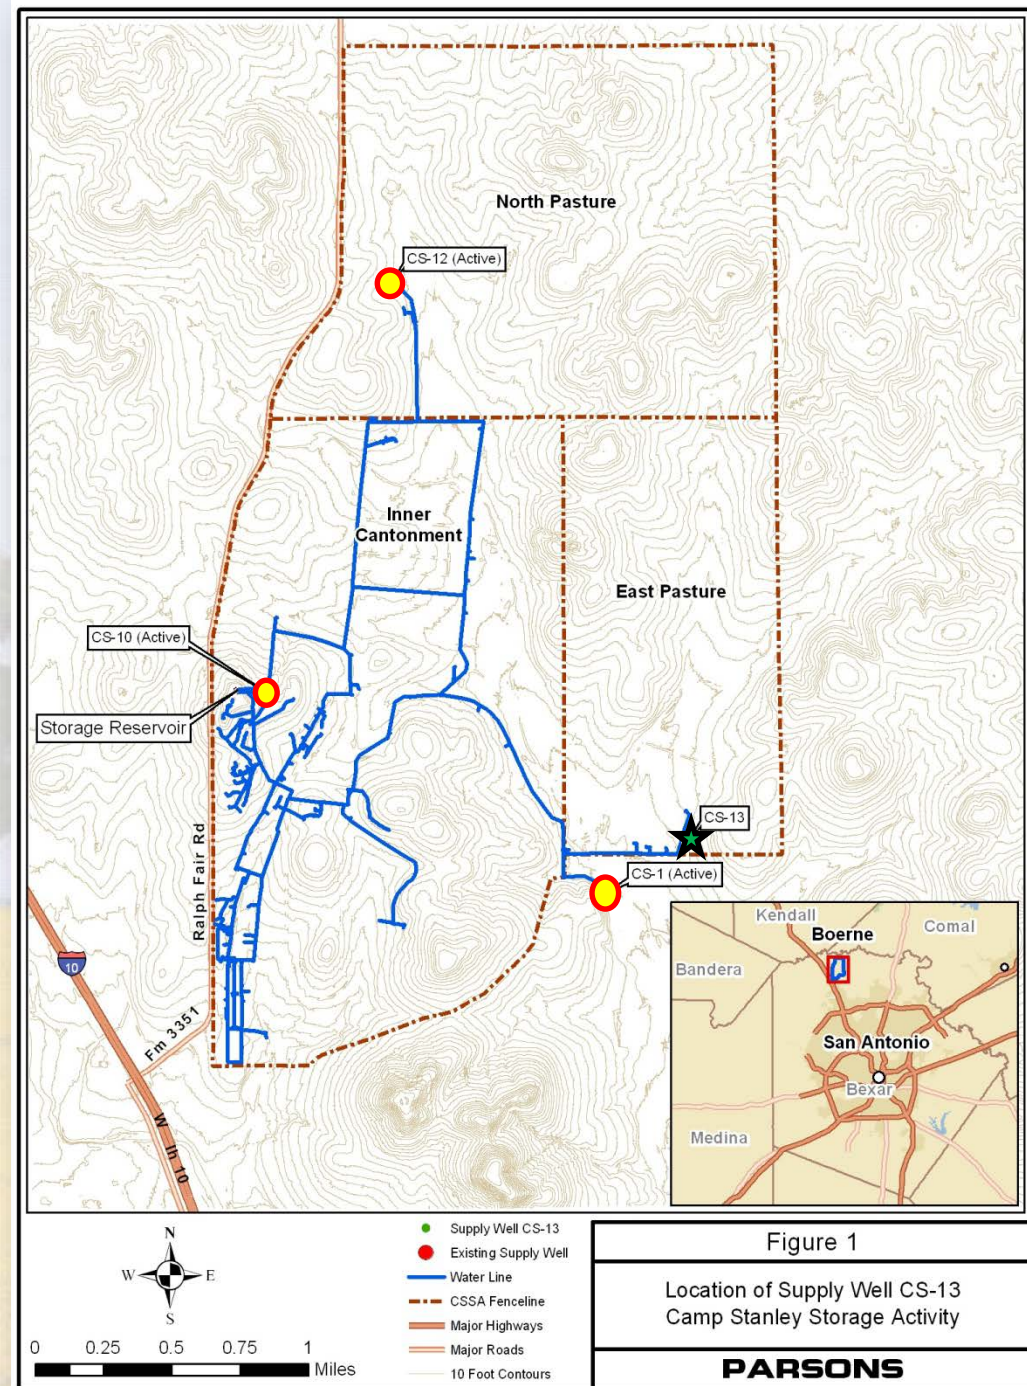 North Pasture
CS-12 (Active)
Inner
Cantonment
East Pasture
CS-10 (Active)
Storage Reservoir
CS-13
CS-1 (Active)
Ralph Fair Rd
Fm 3351
10
W Ih 10
Kendall
Comal
Boerne
Bandera
San Antonio
Bexar
Medina
N
W E
S
0 0.25 0.5 0.75 1
Miles
Supply Well CS-13
Existing Supply Well
Water Line
CSSA Fenceline
Major Highways
Major Roads
10 Foot Contours
Figure 1
Location of Supply Well CS-13
Camp Stanley Storage Activity
PARSONS